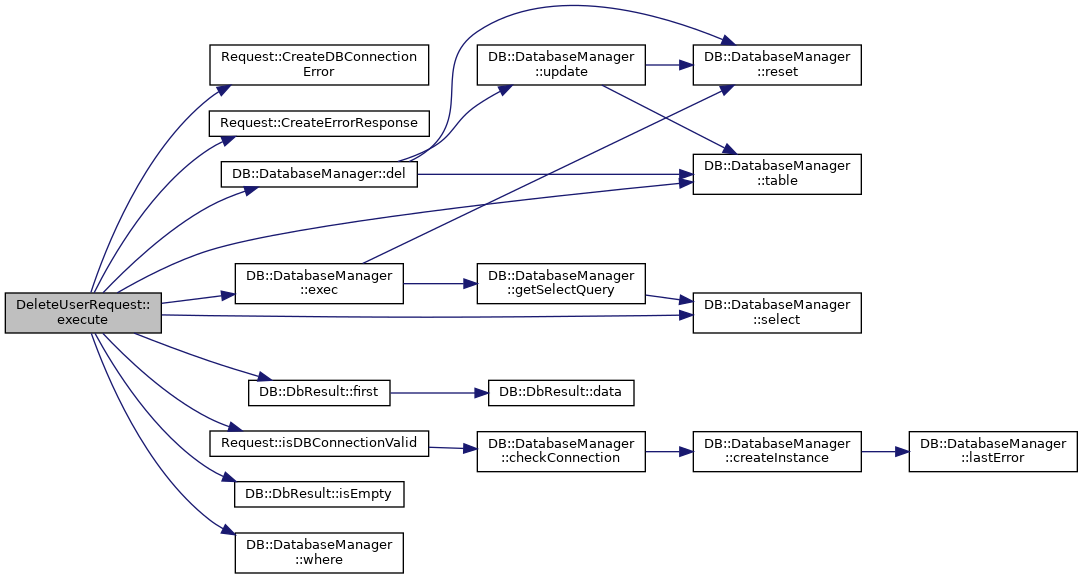 Request::CreateDBConnection
Error
DB::DatabaseManager
::update
DB::DatabaseManager
::reset
Request::CreateErrorResponse
DB::DatabaseManager::del
DB::DatabaseManager
::table
DB::DatabaseManager
::exec
DB::DatabaseManager
::getSelectQuery
DeleteUserRequest::
execute
DB::DatabaseManager
::select
DB::DbResult::first
DB::DbResult::data
Request::isDBConnectionValid
DB::DatabaseManager
::checkConnection
DB::DatabaseManager
::createInstance
DB::DatabaseManager
::lastError
DB::DbResult::isEmpty
DB::DatabaseManager
::where